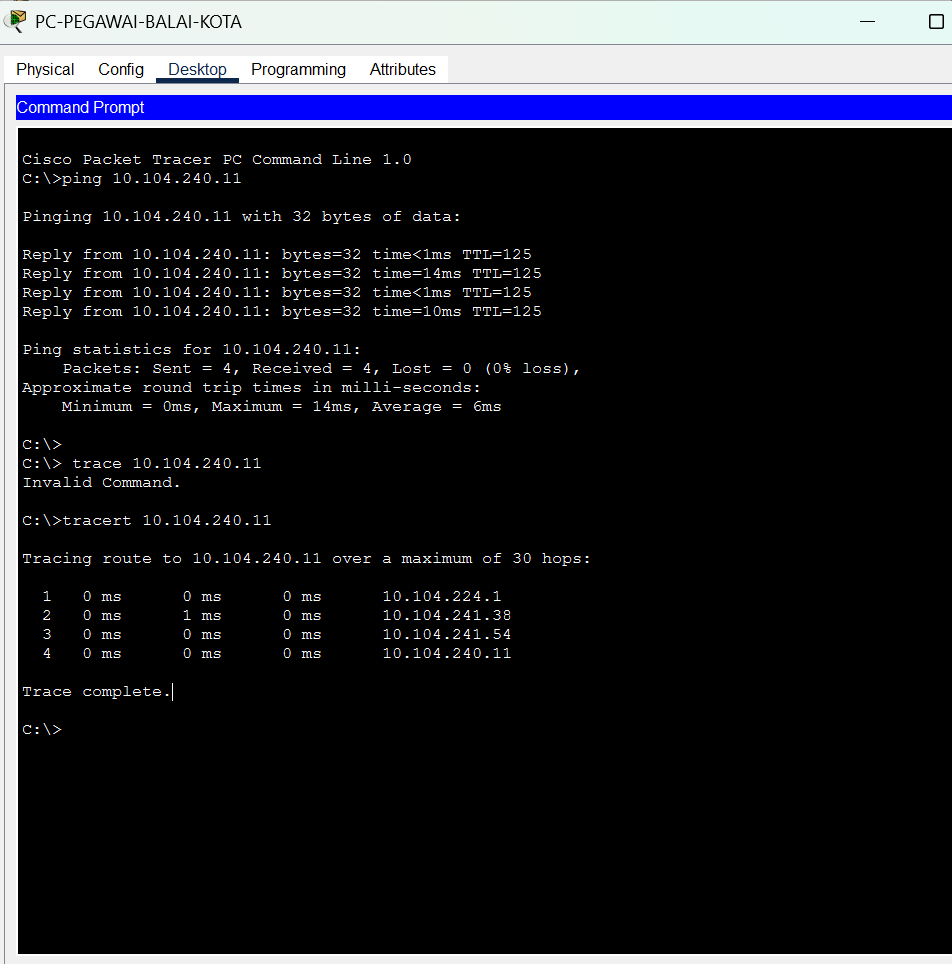 PC-PEGAWAI-BALAI-KOTA
Physical Config Desktop Programming Attributes
Command Prompt
Cisco Packet Tracer PC Command Line 1.0
C:\>ping 10.104.240.11
Pinging 10.104.240.11 with 32 bytes of data:
Reply from 10.104.240.11: bytes=32 time<1ms TTL=125
Reply from 10.104.240.11: bytes=32 time=14ms TTL=125
Reply from 10.104.240.11: bytes=32 time<1ms TTL=125
Reply from 10.104.240.11: bytes=32 time=10ms TTL=125
Ping statistics for 10.104.240.11:
    Packets: Sent = 4, Received = 4, Lost = 0 (0% loss),
Approximate round trip times in milli-seconds:
    Minimum = 0ms, Maximum = 14ms, Average = 6ms
C:\>
C:\> trace 10.104.240.11
Invalid Command.
C:\>tracert 10.104.240.11
Tracing route to 10.104.240.11 over a maximum of 30 hops:
  1   0 ms      0 ms      0 ms      10.104.224.1
  2   0 ms      1 ms      0 ms      10.104.241.38
  3   0 ms      0 ms      0 ms      10.104.241.54
  4   0 ms      0 ms      0 ms      10.104.240.11
Trace complete.
C:\>